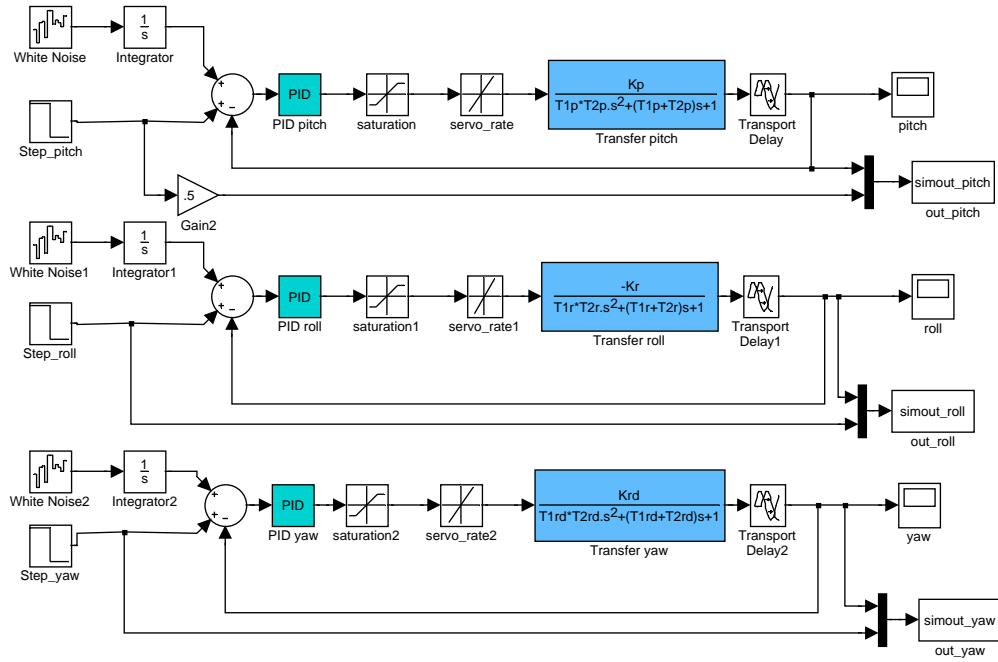 White Noise
1
s
Integrator
+
+
−
Step_pitch
PID
PID pitch
saturation
servo_rate
Kp
T1p*T2p.s²+(T1p+T2p)s+1
Transfer pitch
Transport
Delay
pitch
.5
Gain2
simout_pitch
out_pitch
White Noise1
1
s
Integrator1
+
+
−
Step_roll
PID
PID roll
saturation1
servo_rate1
-Kr
T1r*T2r.s²+(T1r+T2r)s+1
Transfer roll
Transport
Delay1
roll
simout_roll
out_roll
White Noise2
1
s
Integrator2
+
+
−
Step_yaw
PID
PID yaw
saturation2
servo_rate2
Krd
T1rd*T2rd.s²+(T1rd+T2rd)s+1
Transfer yaw
Transport
Delay2
yaw
simout_yaw
out_yaw